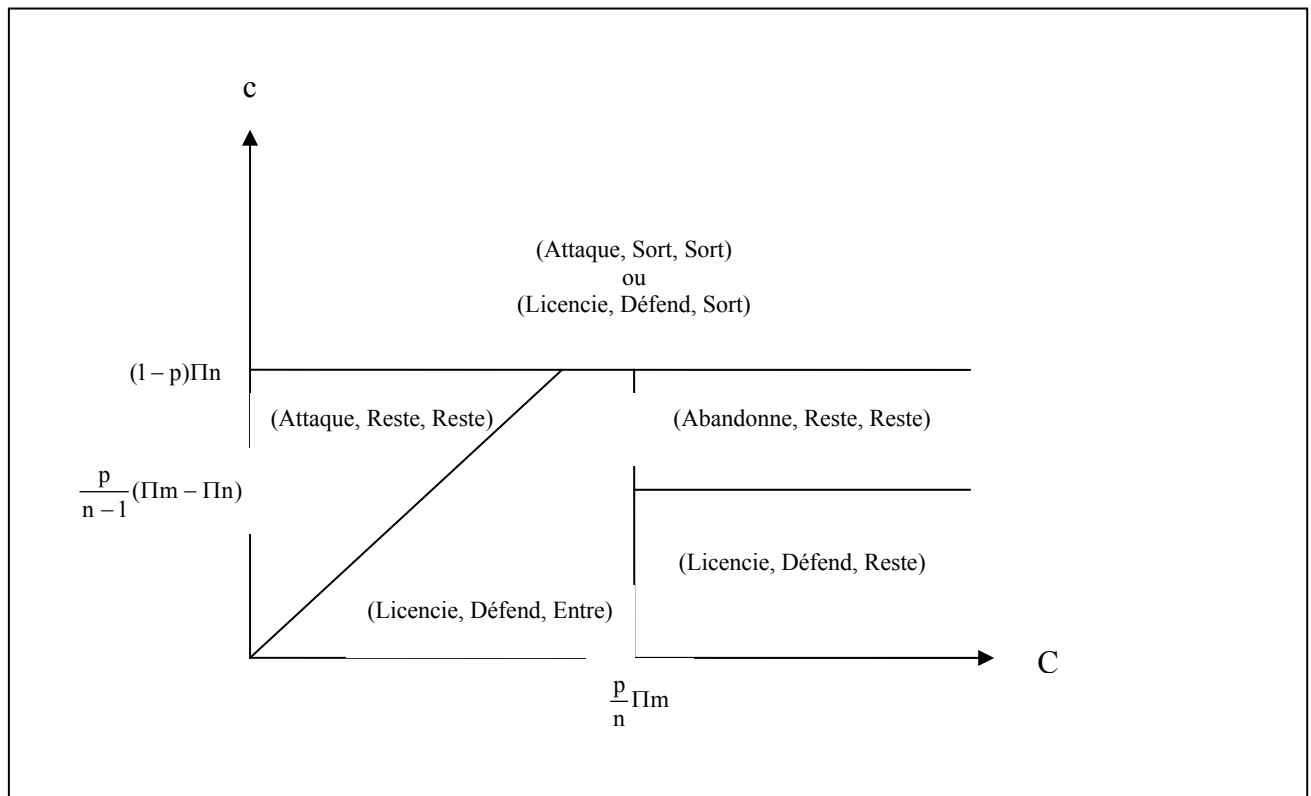 c
(Attaque, Sort, Sort)
ou
(Licencie, Défend, Sort)
(1 – p)Πn
(Attaque, Reste, Reste)
(Abandonne, Reste, Reste)
p/(n – 1) (Πm – Πn)
(Licencie, Défend, Reste)
(Licencie, Défend, Entre)
C
p/n Πm